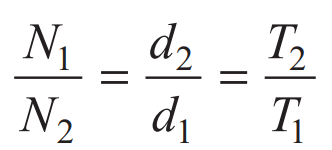 N₁/N₂ = d₂/d₁ = T₂/T₁